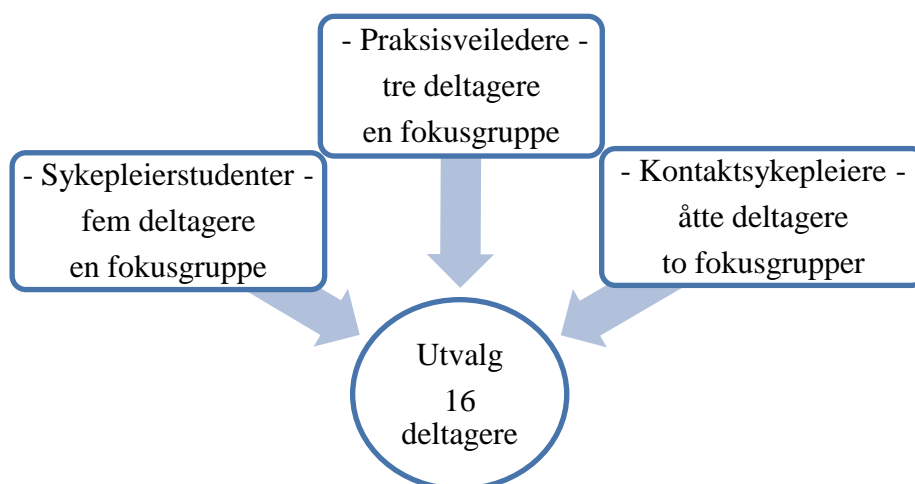 - Praksisveiledere -
tre deltagere
en fokusgruppe
- Sykepleierstudenter -
fem deltagere
en fokusgruppe
- Kontaktsykepleiere -
åtte deltagere
to fokusgrupper
Utvalg
16
deltagere